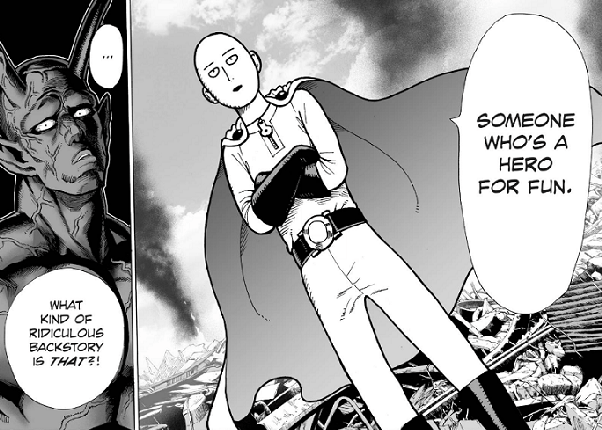 SOMEONE
WHO'S A
HERO
FOR FUN.
...
WHAT
KIND OF
RIDICULOUS
BACKSTORY
IS THAT?!